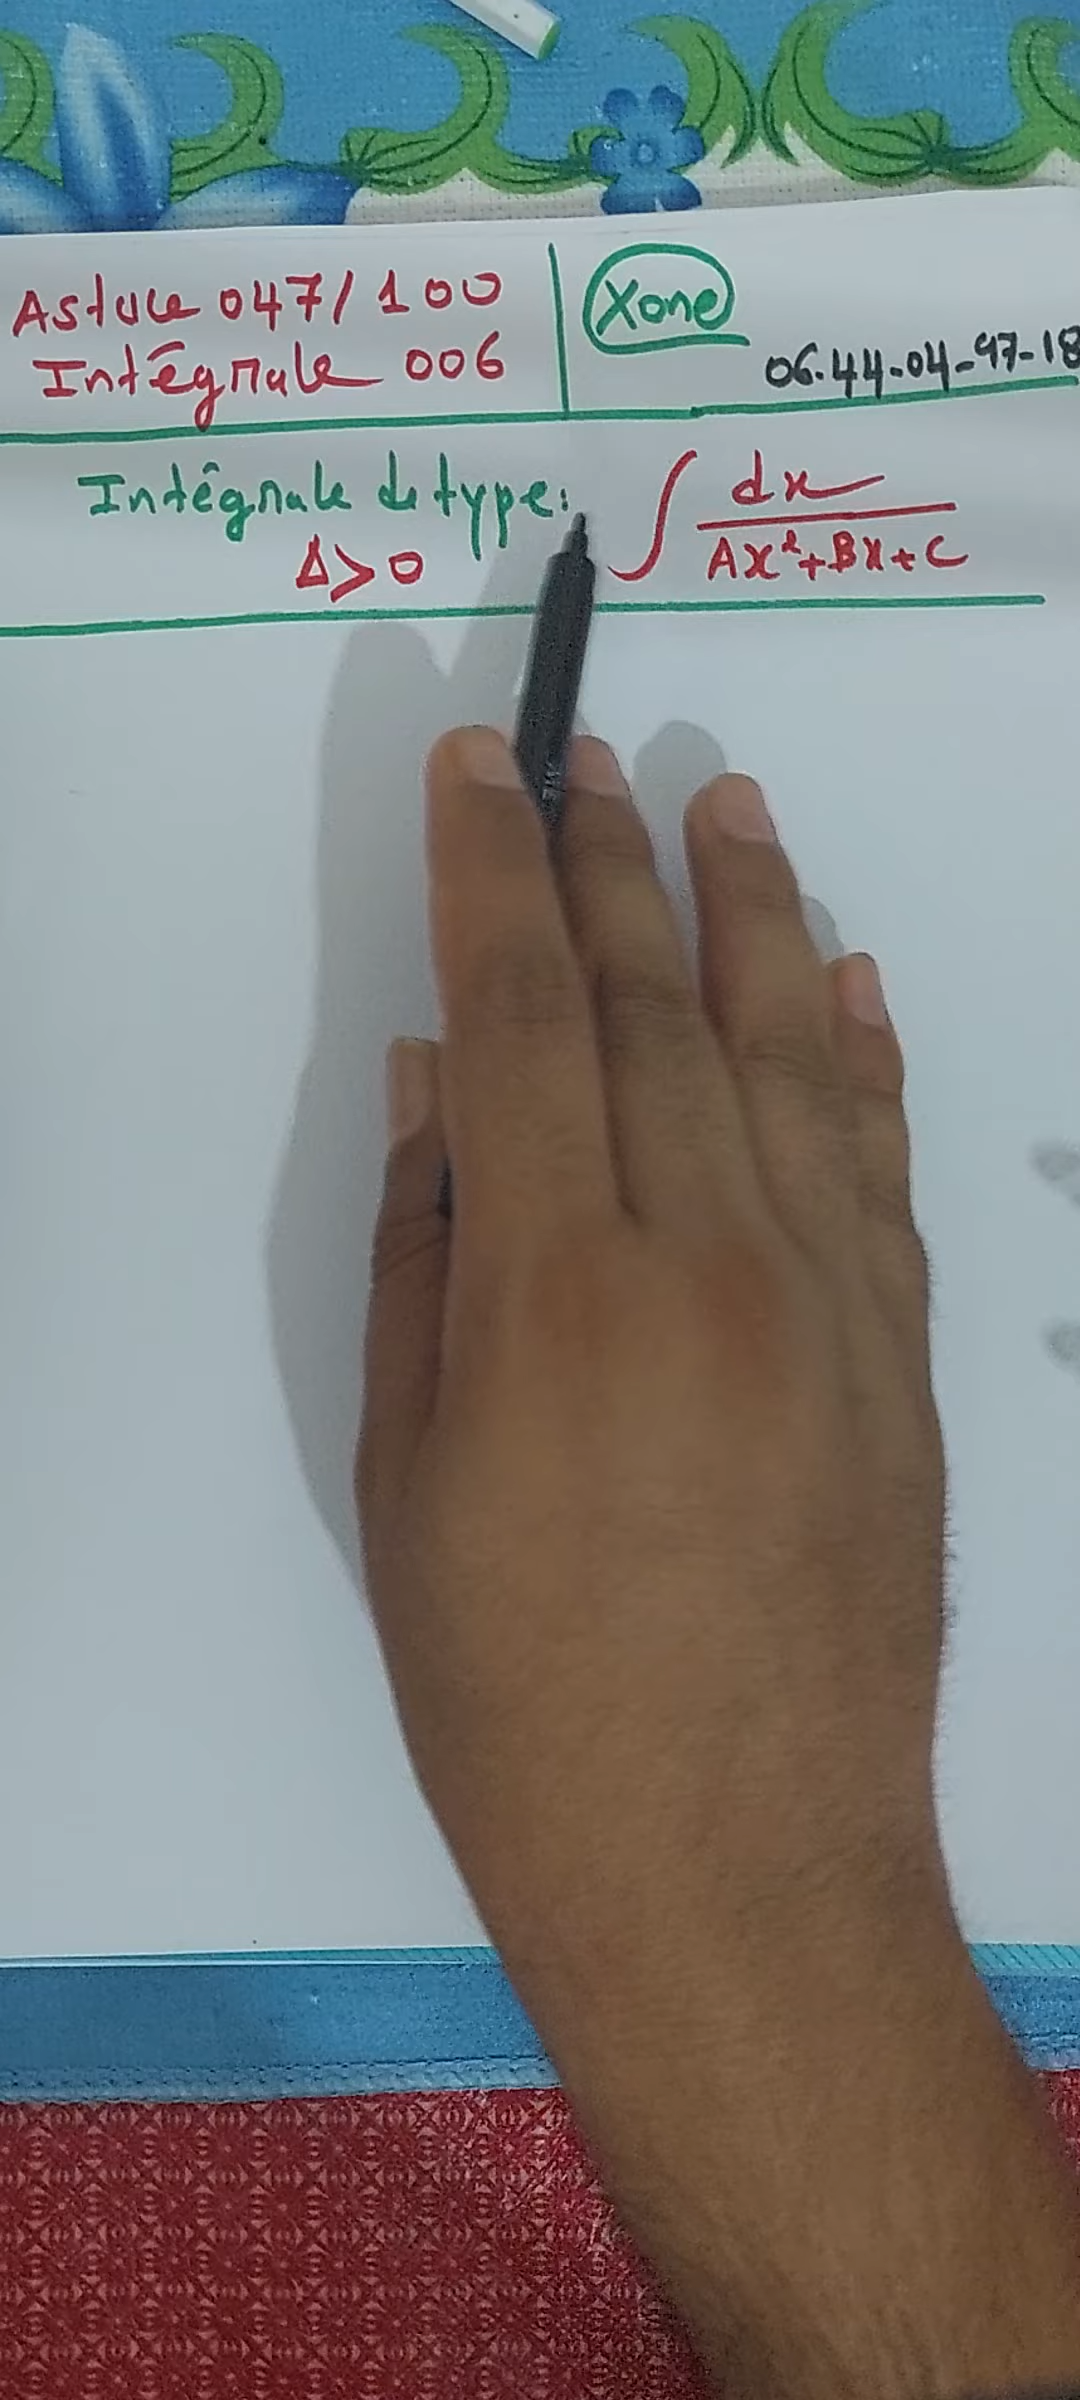 Astuce 047/100
Intégrale 006
Xone
06.44-04-97-18
Intégrale de type: ∫ dx / Ax²+Bx+C
Δ>0